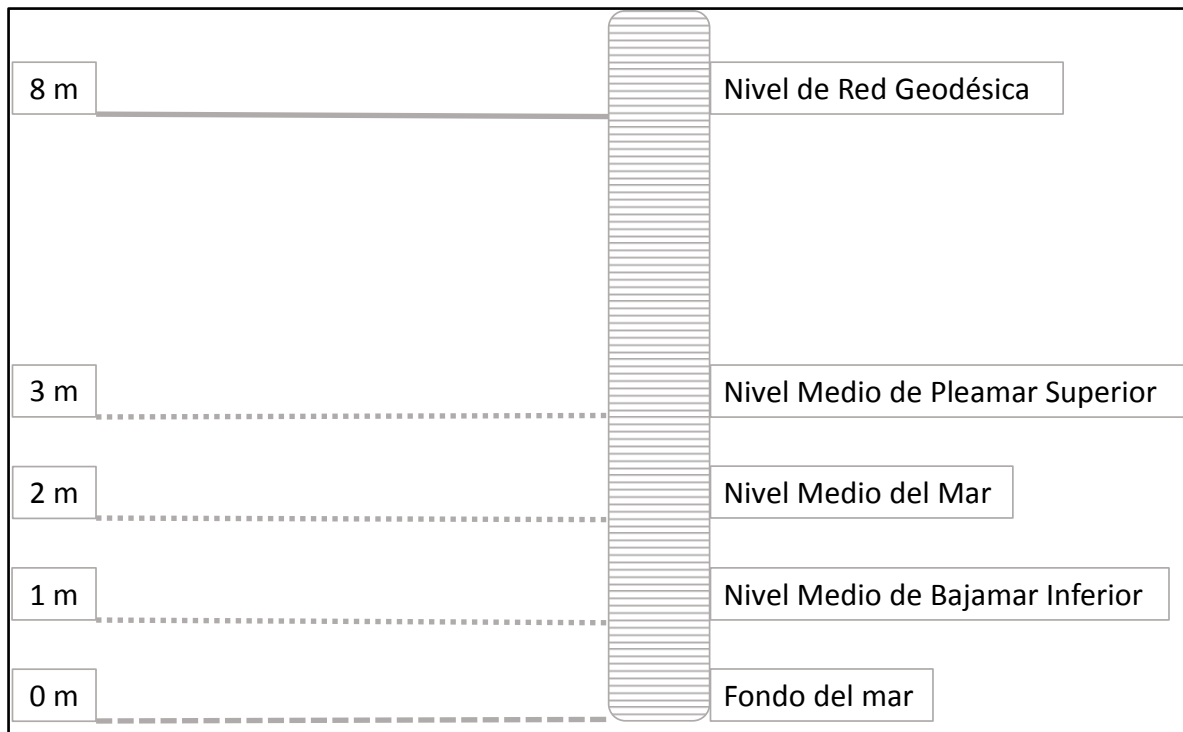 8 m
Nivel de Red Geodésica
3 m
Nivel Medio de Pleamar Superior
2 m
Nivel Medio del Mar
1 m
Nivel Medio de Bajamar Inferior
0 m
Fondo del mar